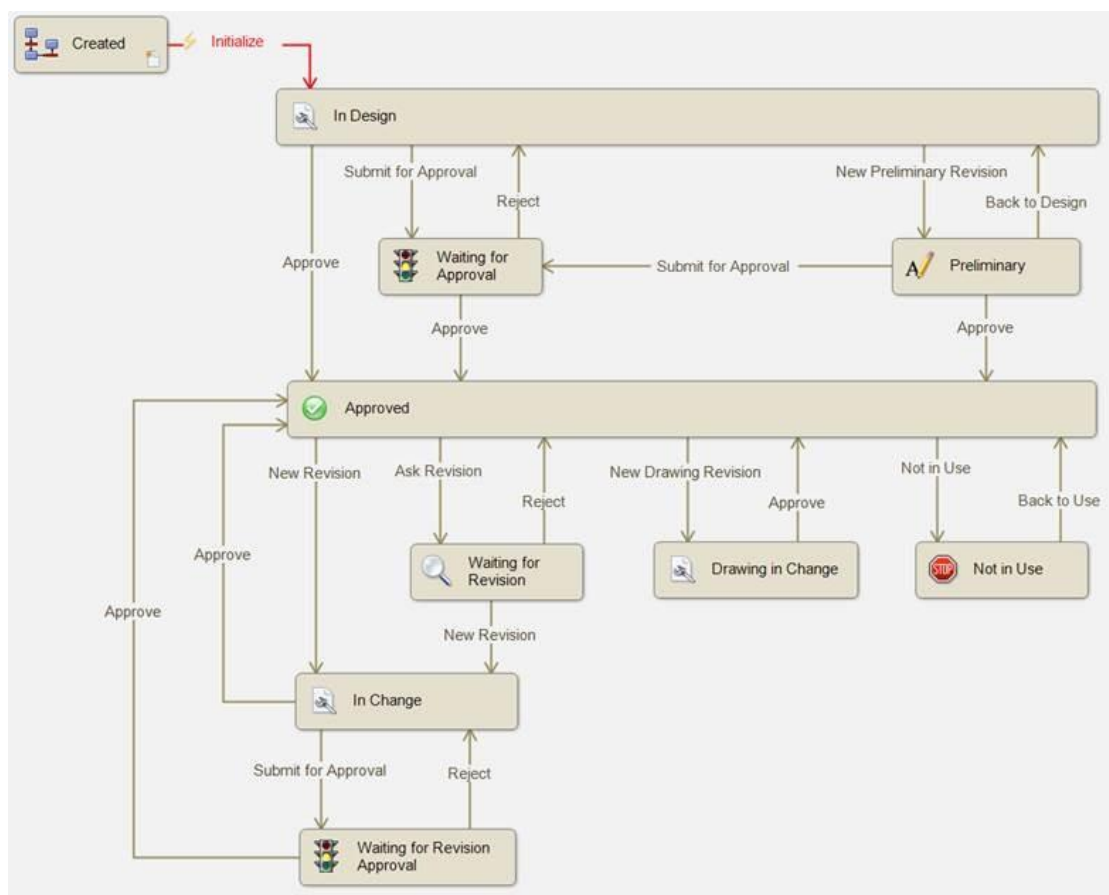 Created
Initialize
In Design
Submit for Approval
New Preliminary Revision
Reject
Back to Design
Approve
Waiting for
Approval
Submit for Approval
Preliminary
Approve
Approve
Approved
New Revision
Ask Revision
New Drawing Revision
Not in Use
Reject
Approve
Back to Use
Approve
Waiting for
Revision
Drawing in Change
STOP
Not in Use
Approve
New Revision
In Change
Submit for Approval
Reject
Waiting for Revision
Approval